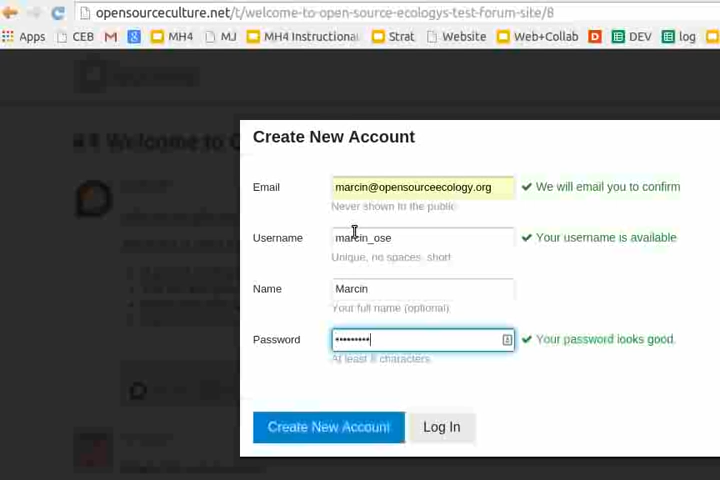 opensourceculture.net/t/welcome-to-open-source-ecologys-test-forum-site/8
Apps CEB MH4 MJ MH4 Instructional Strat Website Web+Collab DEV log
Welcome to
Create New Account
Email marcin@opensourceecology.org We will email you to confirm
Never shown to the public
Username marcin_ose Your username is available
Unique, no spaces, short
Name Marcin
Your full name (optional)
Password ••••••••• Your password looks good.
At least 8 characters.
Create New Account Log In